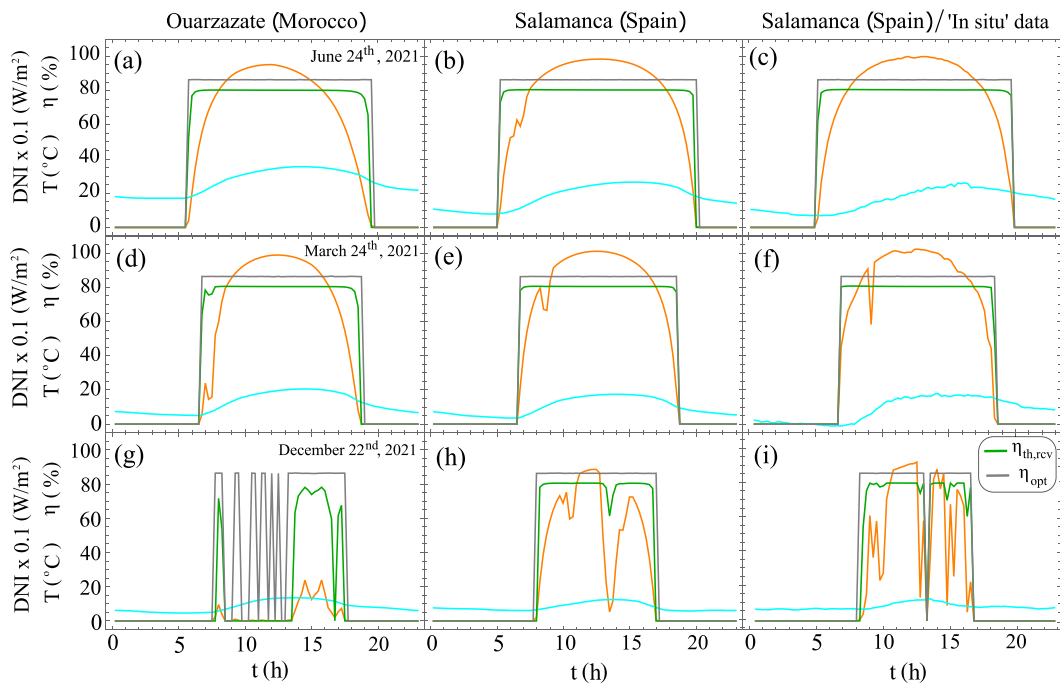 Ouarzazate (Morocco) Salamanca (Spain) Salamanca (Spain)/'In situ' data
(a) June 24th, 2021 (b) (c)
DNI x 0.1 (W/m²) η (%)
T (°C)
100
80
60
40
20
0
(d) March 24th, 2021 (e) (f)
DNI x 0.1 (W/m²) η (%)
T (°C)
100
80
60
40
20
0
(g) December 22nd, 2021 (h) (i)
DNI x 0.1 (W/m²) η (%)
T (°C)
100
80
60
40
20
0
ηth,rcv
ηopt
0 5 10 15 20 0 5 10 15 20 0 5 10 15 20
t (h) t (h) t (h)